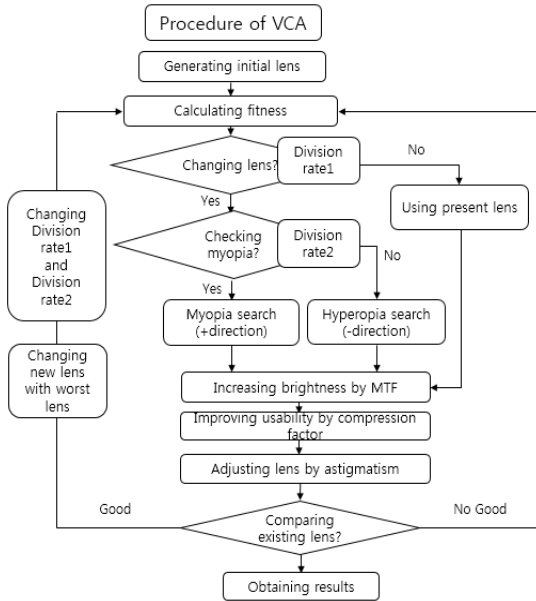 Procedure of VCA
Generating initial lens
Calculating fitness
Changing lens?
Division
rate1
No
Yes
Using present lens
Changing
Division
rate1
and
Division
rate2
Checking
myopia?
Division
rate2
No
Yes
Myopia search
(+direction)
Hyperopia search
(-direction)
Changing
new lens
with worst
lens
Increasing brightness by MTF
Improving usability by compression
factor
Adjusting lens by astigmatism
Good
Comparing
existing lens?
No Good
Obtaining results